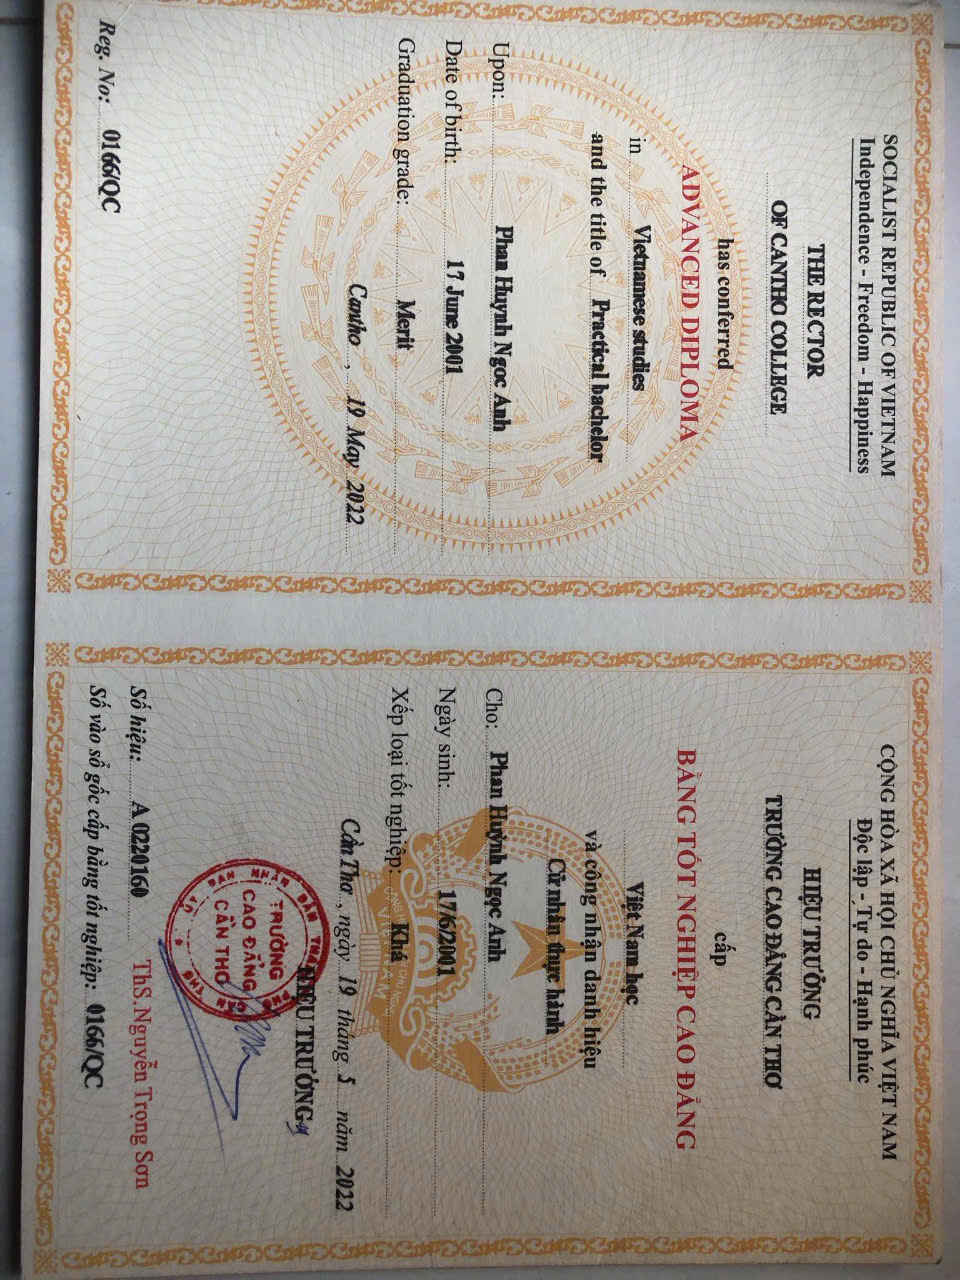 SOCIALIST REPUBLIC OF VIETNAM
Independence - Freedom - Happiness
THE RECTOR
OF CANTHO COLLEGE
has conferred
ADVANCED DIPLOMA
in Vietnamese studies
and the title of Practical bachelor
Upon: Phan Huynh Ngoc Anh
Date of birth: 17 June 2001
Graduation grade: Merit
Cantho, 19 May 2022
Reg. No: 0166/QC
CỘNG HÒA XÃ HỘI CHỦ NGHĨA VIỆT NAM
Độc lập - Tự do - Hạnh phúc
HIỆU TRƯỞNG
TRƯỜNG CAO ĐẲNG CẦN THƠ
cấp
BẰNG TỐT NGHIỆP CAO ĐẲNG
Việt Nam học
và công nhận danh hiệu
Cử nhân thực hành
Cho: Phan Huỳnh Ngọc Anh
Ngày sinh: 17/6/2001
Xếp loại tốt nghiệp: Khá
Cần Thơ, ngày 19 tháng 5 năm 2022
HIỆU TRƯỞNG
TRƯỜNG
CAO ĐẲNG
CẦN THƠ
ThS.Nguyễn Trọng Sơn
Số hiệu: A 0220160
Số vào sổ gốc cấp bằng tốt nghiệp: 0166/QC